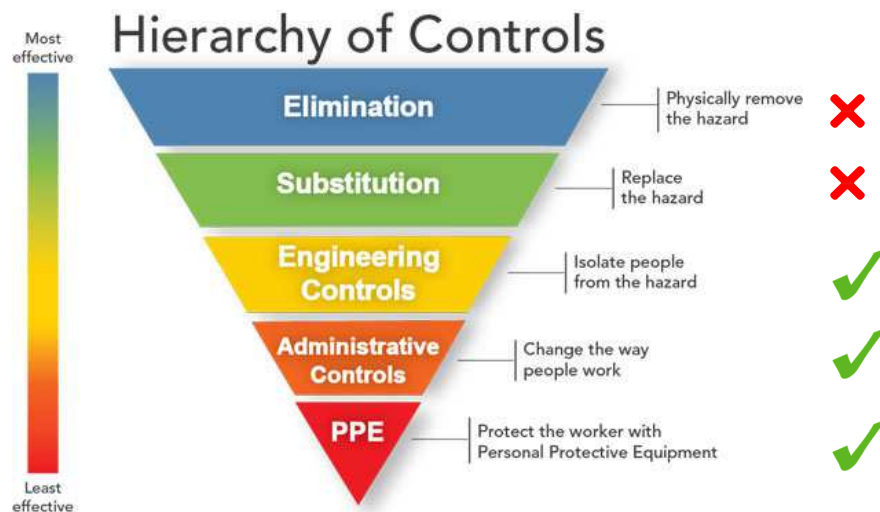 Hierarchy of Controls
Most
effective
Elimination
Physically remove
the hazard
Substitution
Replace
the hazard
Engineering
Controls
Isolate people
from the hazard
Administrative
Controls
Change the way
people work
PPE
Protect the worker with
Personal Protective Equipment
Least
effective